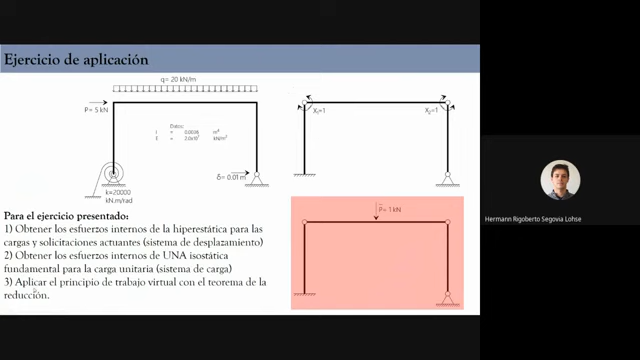 Ejercicio de aplicación
q= 20 kN/m
P= 5 kN
Datos:
I = 0.0036 m⁴
kN/m²
δ= 0.01 m
k=20000
kN.m/rad
X₁=1
X₂=1
P= 1 kN
Para el ejercicio presentado:
1) Obtener los esfuerzos internos de la hiperestática para las
cargas y solicitaciones actuantes (sistema de desplazamiento)
2) Obtener los esfuerzos internos de UNA isostática
fundamental para la carga unitaria (sistema de carga)
3) Aplicar el principio de trabajo virtual con el teorema de la
reducción.
Hermann Rigoberto Segovia Lohse